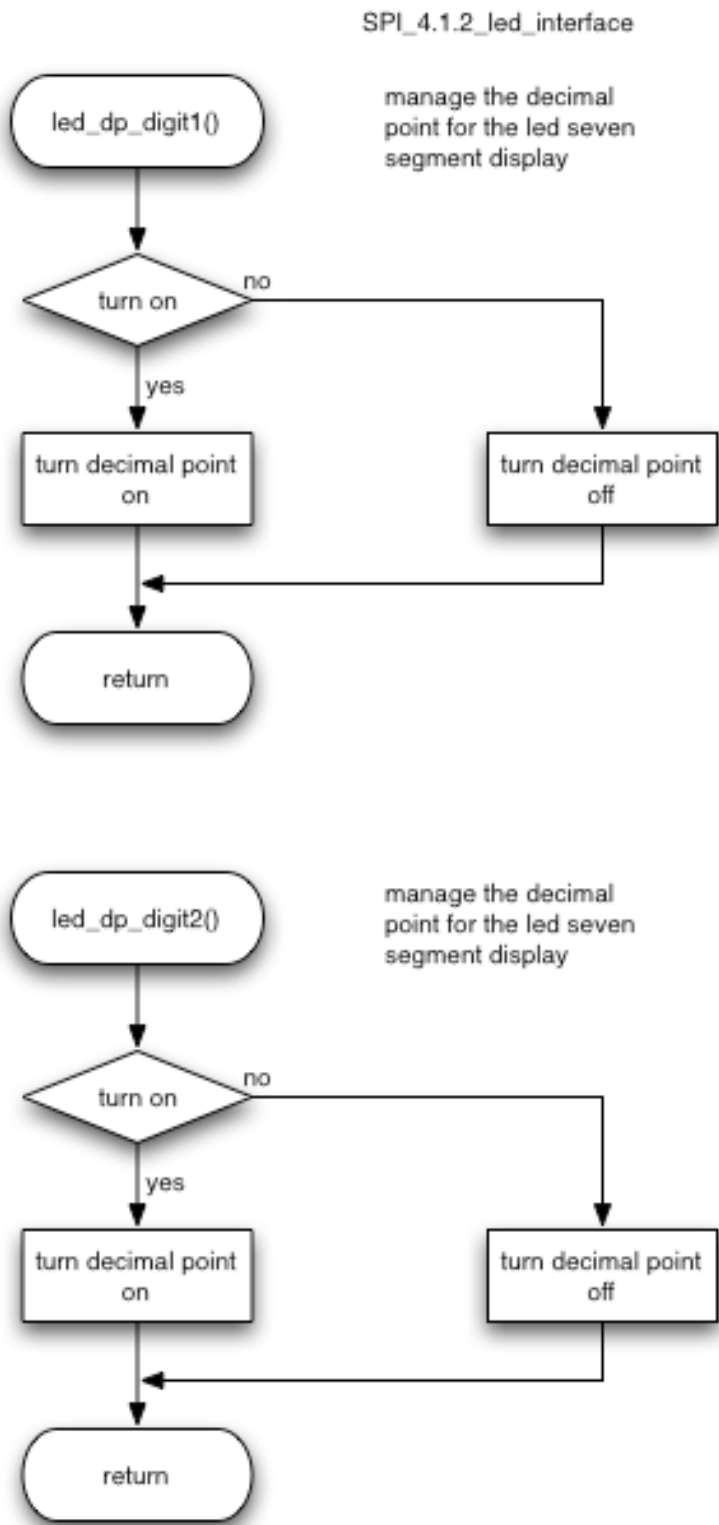 SPI_4.1.2_led_interface
led_dp_digit1()
manage the decimal
point for the led seven
segment display
turn on
no
yes
turn decimal point
on
turn decimal point
off
return
led_dp_digit2()
manage the decimal
point for the led seven
segment display
turn on
no
yes
turn decimal point
on
turn decimal point
off
return